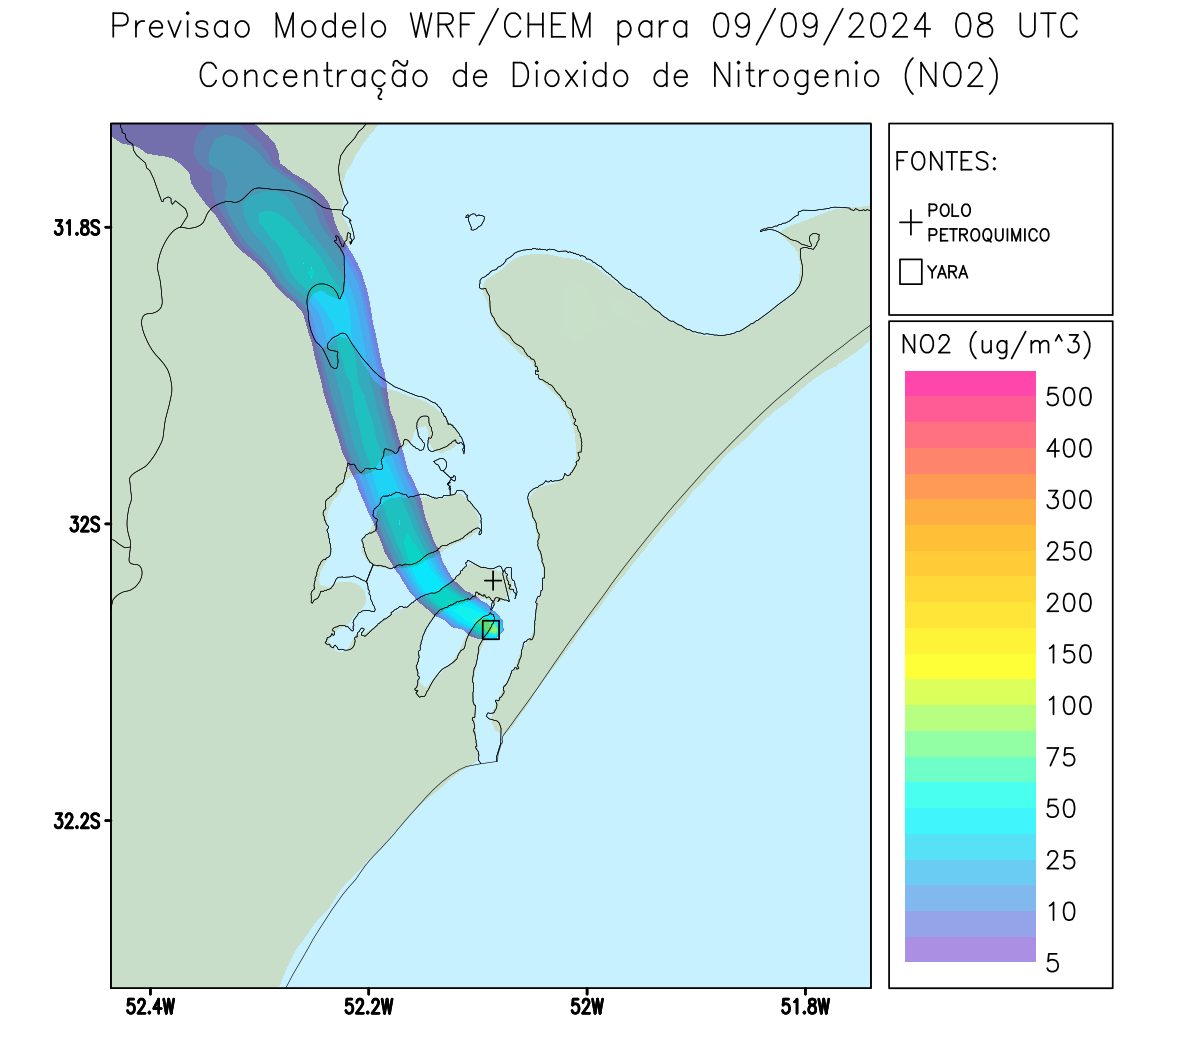 Previsao Modelo WRF/CHEM para 09/09/2024 08 UTC
Concentração de Dioxido de Nitrogenio (NO2)
FONTES:
POLO
PETROQUIMICO
YARA
NO2 (ug/m^3)
500
400
300
250
200
150
100
75
50
25
10
5
31.8S
32S
32.2S
52.4W
52.2W
52W
51.8W